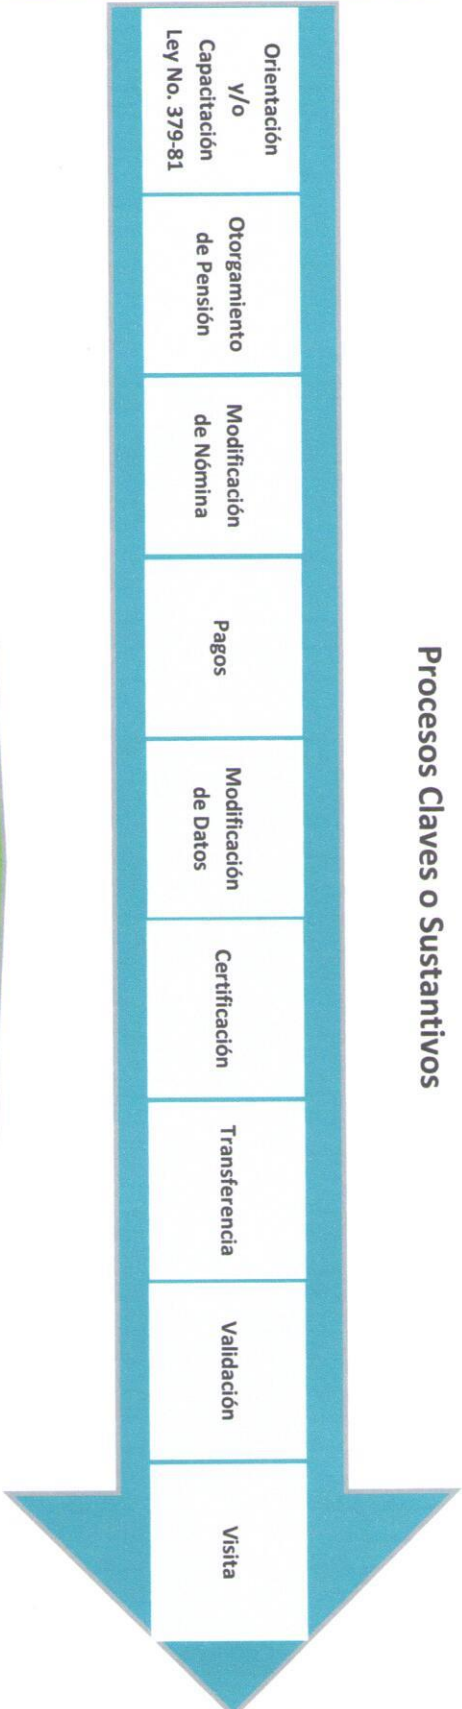 Procesos Claves o Sustantivos
Orientación
y/o
Capacitación
Ley No. 379-81
Otorgamiento
de Pensión
Modificación
de Nómina
Pagos
Modificación
de Datos
Certificación
Transferencia
Validación
Visita